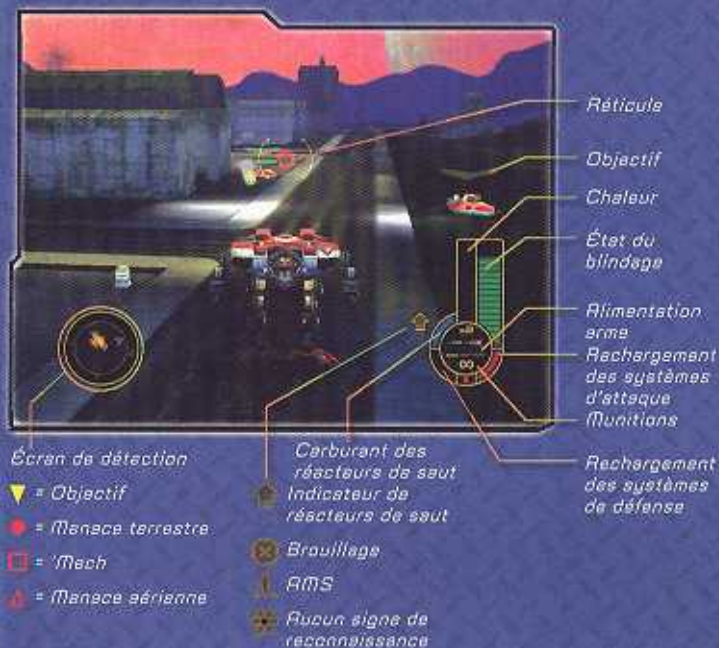 Réticule
Objectif
Chaleur
État du
blindage
Alimentation
arme
Rechargement
des systèmes
d'attaque
Munitions
Rechargement
des systèmes
de défense
Écran de détection
▼ = Objectif
● = Menace terrestre
□ = 'Mech
△ = Menace aérienne
Carburant des
réacteurs de saut
Indicateur de
réacteurs de saut
Brouillage
AMS
Aucun signe de
reconnaissance